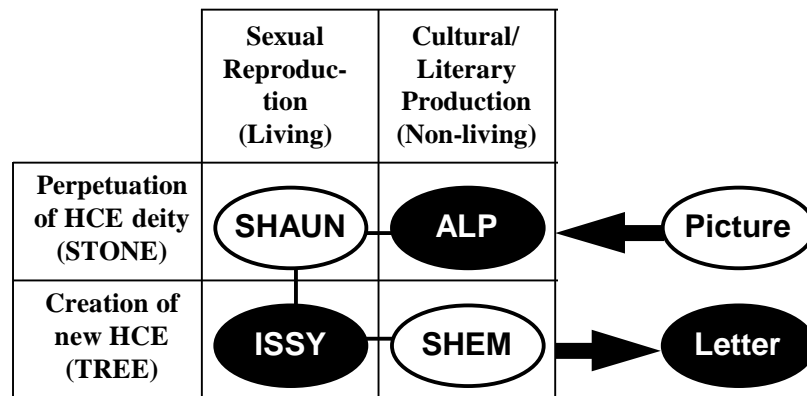 Sexual
Reproduc-
tion
(Living)
Cultural/
Literary
Production
(Non-living)
Perpetuation
of HCE deity
(STONE)
SHAUN
ALP
Picture
Creation of
new HCE
(TREE)
ISSY
SHEM
Letter